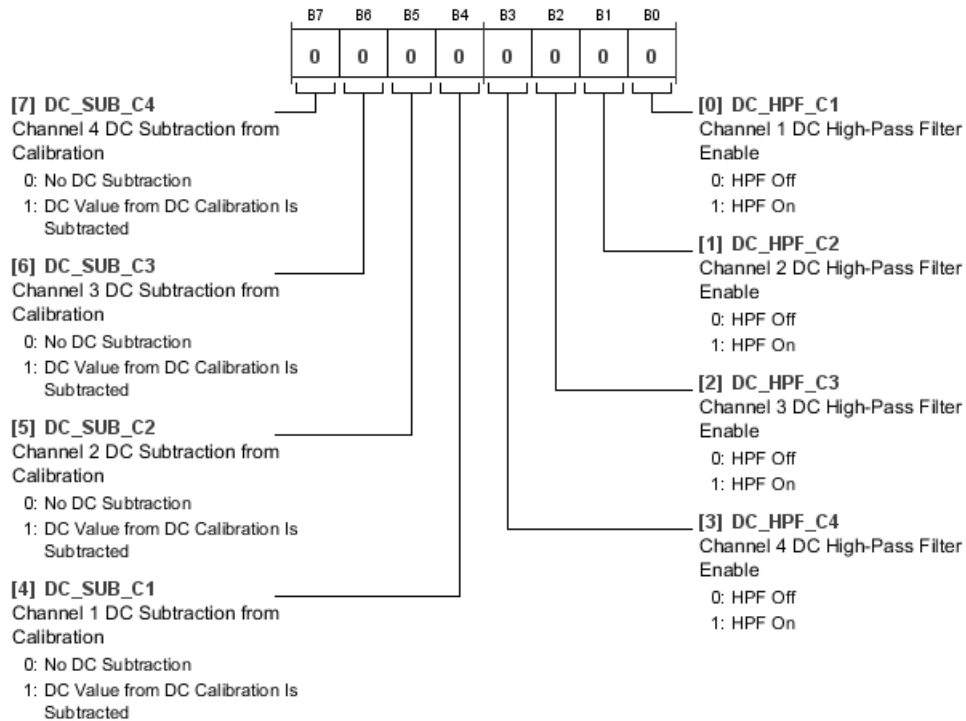 B7 B6 B5 B4 B3 B2 B1 B0
0 0 0 0 0 0 0 0
[7] DC_SUB_C4
Channel 4 DC Subtraction from
Calibration
0: No DC Subtraction
1: DC Value from DC Calibration Is
Subtracted
[6] DC_SUB_C3
Channel 3 DC Subtraction from
Calibration
0: No DC Subtraction
1: DC Value from DC Calibration Is
Subtracted
[5] DC_SUB_C2
Channel 2 DC Subtraction from
Calibration
0: No DC Subtraction
1: DC Value from DC Calibration Is
Subtracted
[4] DC_SUB_C1
Channel 1 DC Subtraction from
Calibration
0: No DC Subtraction
1: DC Value from DC Calibration Is
Subtracted
[0] DC_HPF_C1
Channel 1 DC High-Pass Filter
Enable
0: HPF Off
1: HPF On
[1] DC_HPF_C2
Channel 2 DC High-Pass Filter
Enable
0: HPF Off
1: HPF On
[2] DC_HPF_C3
Channel 3 DC High-Pass Filter
Enable
0: HPF Off
1: HPF On
[3] DC_HPF_C4
Channel 4 DC High-Pass Filter
Enable
0: HPF Off
1: HPF On